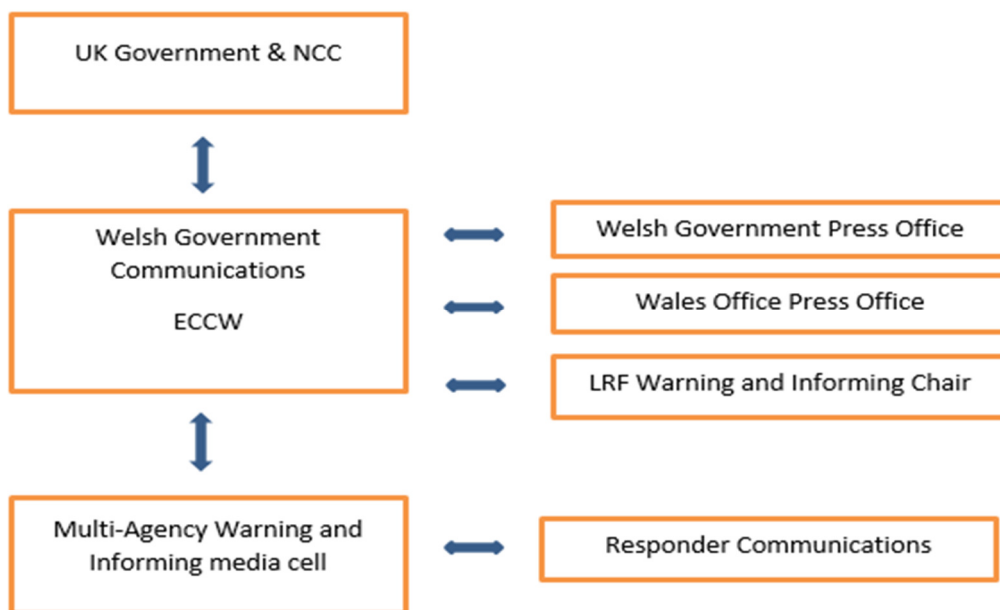 UK Government & NCC
Welsh Government
Communications
ECCW
Welsh Government Press Office
Wales Office Press Office
LRF Warning and Informing Chair
Multi-Agency Warning and
Informing media cell
Responder Communications